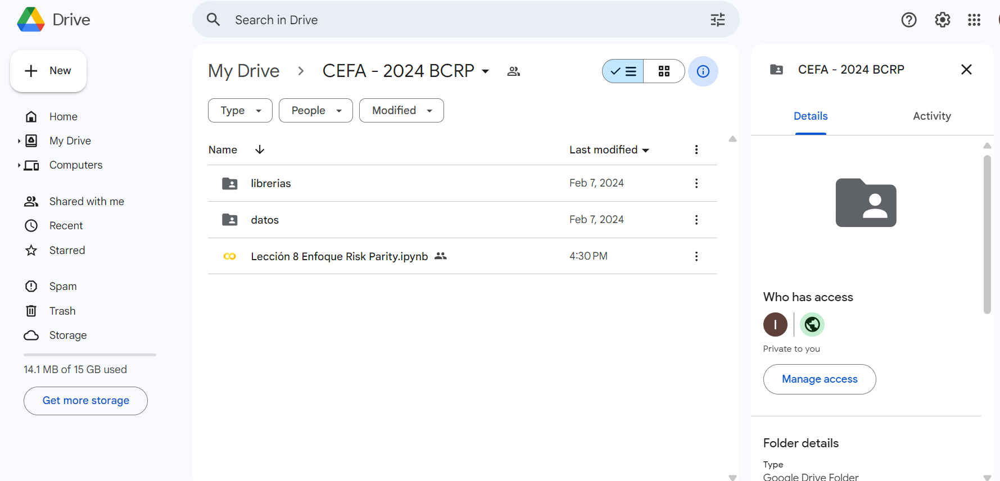 Drive
Search in Drive
New
Home
My Drive
Computers
Shared with me
Recent
Starred
Spam
Trash
Storage
14.1 MB of 15 GB used
Get more storage
My Drive
CEFA - 2024 BCRP
Type
People
Modified
Name
Last modified
librerias
Feb 7, 2024
datos
Feb 7, 2024
Lección 8 Enfoque Risk Parity.ipynb
4:30 PM
CEFA - 2024 BCRP
Details
Activity
Who has access
I
Private to you
Manage access
Folder details
Type
Google Drive Folder